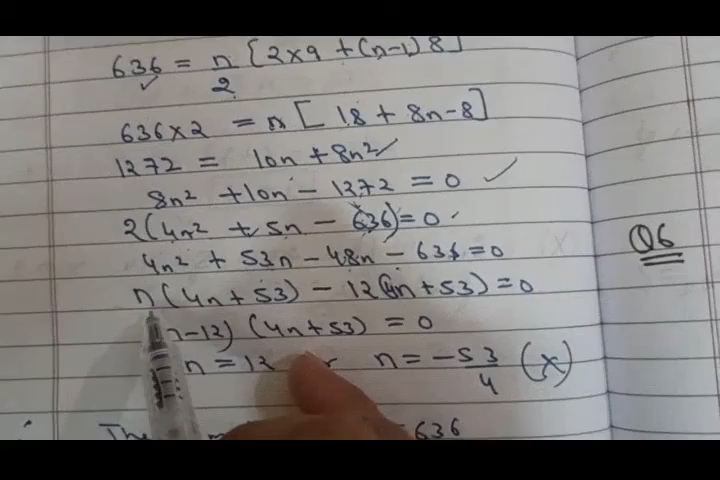 636 = n/2 [2×9 + (n-1) 8]
636×2 = n [18 + 8n-8]
1272 = 10n + 8n²
8n² + 10n - 1272 = 0
2(4n² + 5n - 636) = 0
4n² + 53n - 48n - 636 = 0
Q6
n(4n + 53) - 12(4n + 53) = 0
n-12) (4n+53) = 0
n = 12 n = -53/4 (x)
= 636